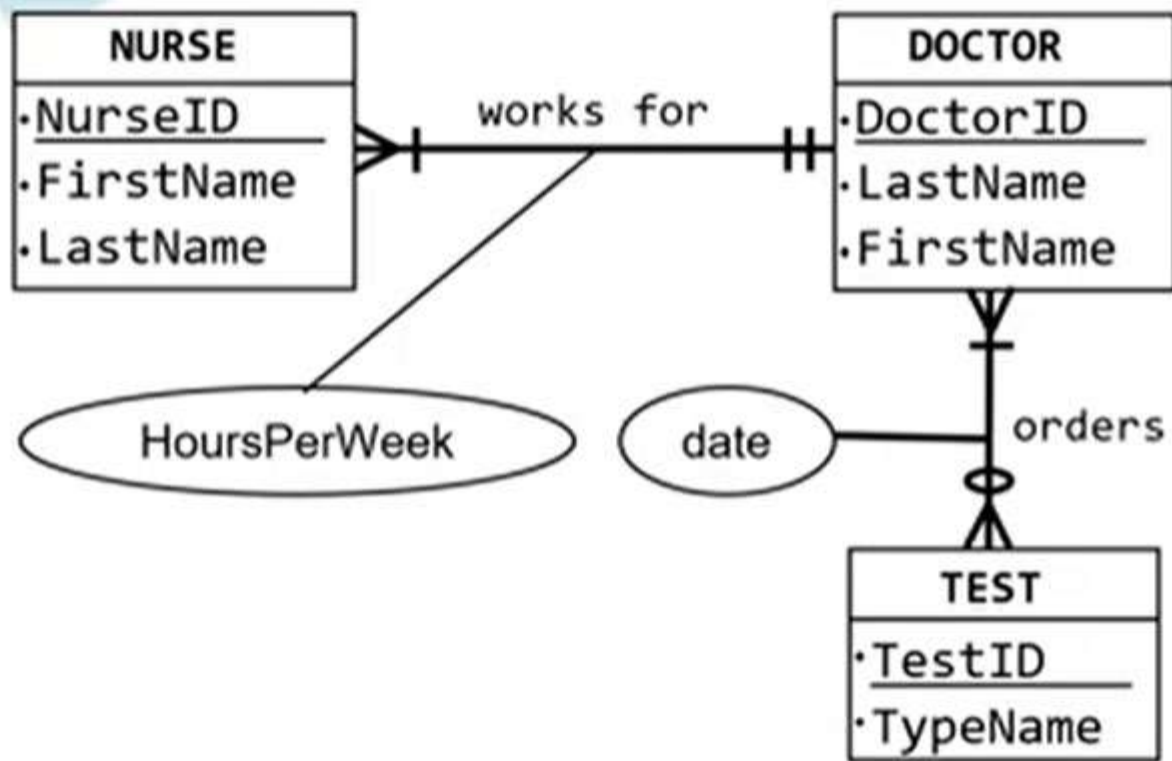 NURSE
·NurseID
·FirstName
·LastName
works for
DOCTOR
·DoctorID
·LastName
·FirstName
HoursPerWeek
date
orders
TEST
·TestID
·TypeName